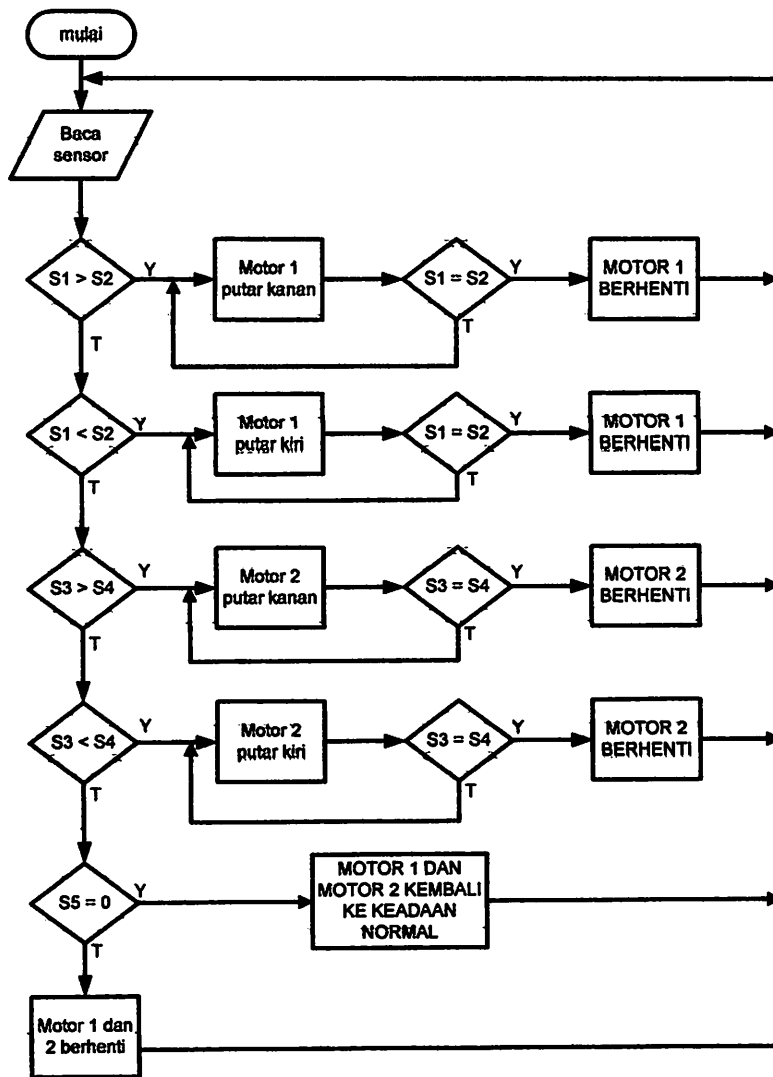 mulai
Baca
sensor
S1 > S2
Y
T
Motor 1
putar kanan
S1 = S2
Y
T
MOTOR 1
BERHENTI
S1 < S2
Y
T
Motor 1
putar kiri
S1 = S2
Y
T
MOTOR 1
BERHENTI
S3 > S4
Y
T
Motor 2
putar kanan
S3 = S4
Y
T
MOTOR 2
BERHENTI
S3 < S4
Y
T
Motor 2
putar kiri
S3 = S4
Y
T
MOTOR 2
BERHENTI
S5 = 0
Y
T
MOTOR 1 DAN
MOTOR 2 KEMBALI
KE KEADAAN
NORMAL
Motor 1 dan
2 berhenti